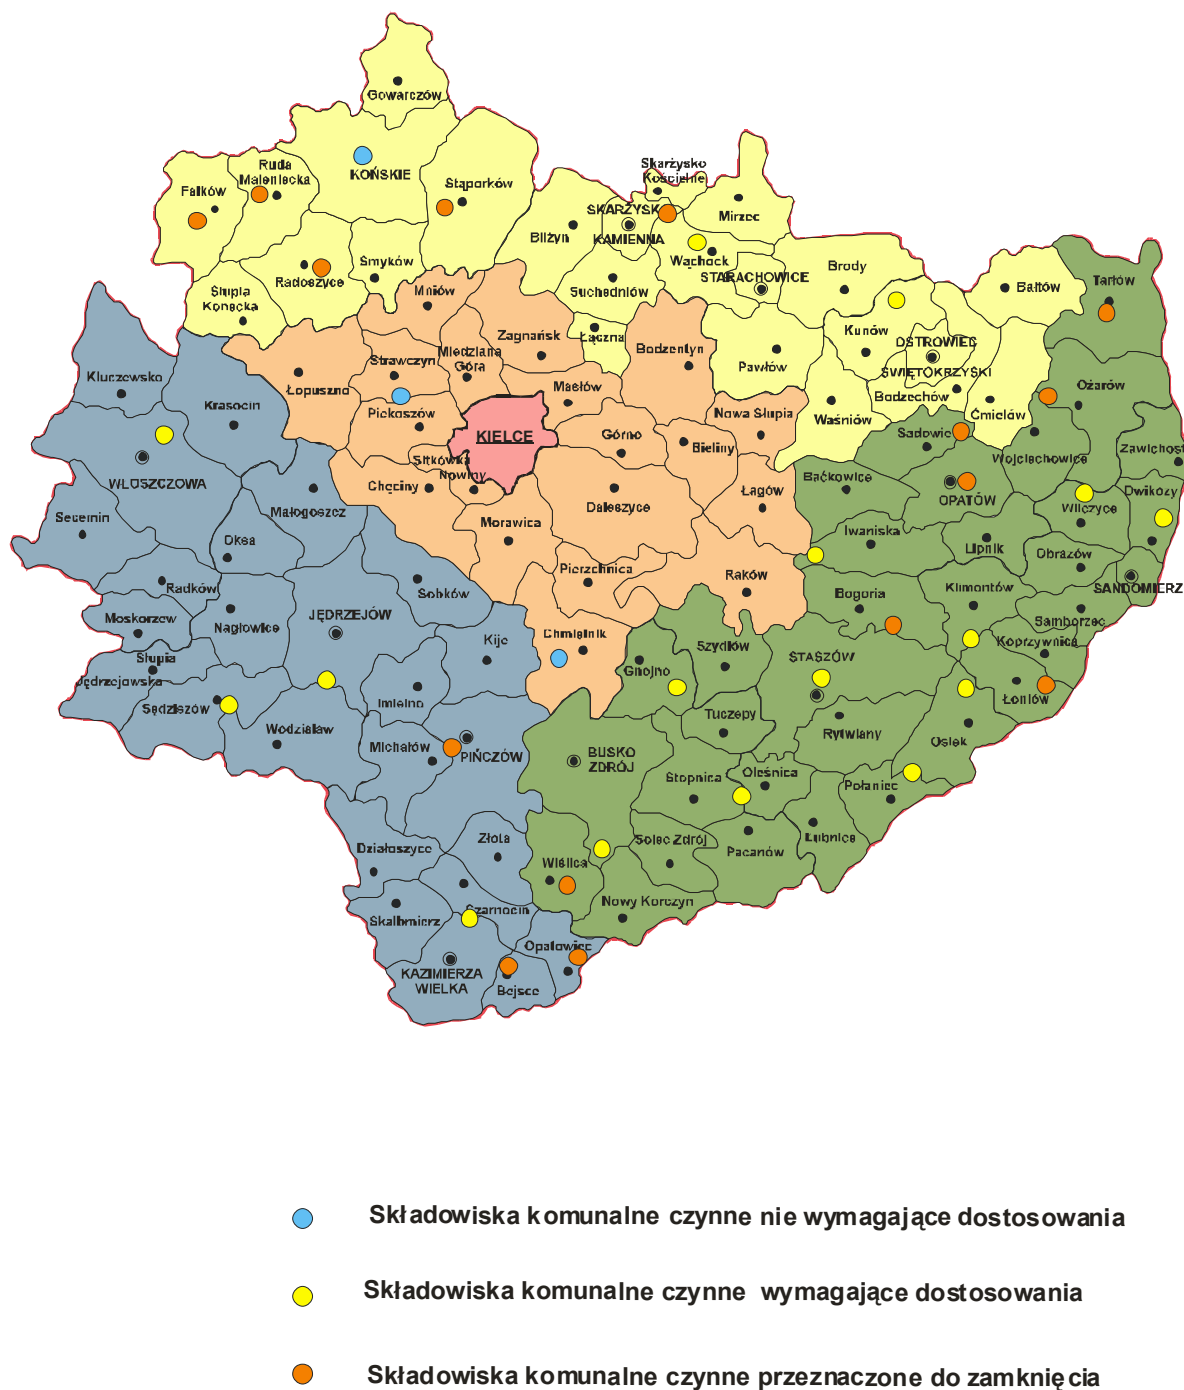 Gowarczów
Ruda
Maleniecka
KOŃSKIE
Fałków
Stąporków
Skarżysko
Kościelne
SKARŻYSKO
KAMIENNA
Mirzec
Bliżyn
Wąchock
STARACHOWICE
Brody
Radoszyce
Smyków
Słupia
Konecka
Suchedniów
Bałtów
Tarłów
Mniów
Zagnańsk
Łączna
Bodzentyn
Kunów
OSTROWIEC
ŚWIĘTOKRZYSKI
Pawłów
Strawczyn
Miedziana
Góra
Łopuszno
Masłów
Bodzechów
Ożarów
Kluczewsko
Krasocin
Piekoszów
KIELCE
Górno
Nowa Słupia
Waśniów
Ćmielów
Bieliny
Sadowie
Wojciechowice
Zawichost
Sitkówka
Nowiny
WŁOSZCZOWA
Chęciny
Łagów
Baćkowice
OPATÓW
Dwikozy
Małogoszcz
Daleszyce
Wilczyce
Secemin
Morawica
Iwaniska
Lipnik
Obrazów
Oksa
Pierzchnica
Raków
Radków
Sobków
Bogoria
Klimontów
SANDOMIERZ
Moskorzew
Nagłowice
JĘDRZEJÓW
Kije
Chmielnik
Samborzec
Koprzywnica
Słupia
Jędrzejowska
Gnojno
Szydłów
STASZÓW
Łoniów
Sędziszów
Imielno
Tuczępy
Wodzisław
Michałów
PIŃCZÓW
BUSKO
ZDRÓJ
Rytwiany
Osiek
Stopnica
Oleśnica
Połaniec
Działoszyce
Złota
Solec Zdrój
Pacanów
Łubnice
Wiślica
Skalbmierz
Czarnocin
Nowy Korczyn
Opatowiec
KAZIMIERZA
WIELKA
Bejsce
Składowiska komunalne czynne nie wymagające dostosowania
Składowiska komunalne czynne wymagające dostosowania
Składowiska komunalne czynne przeznaczone do zamknięcia